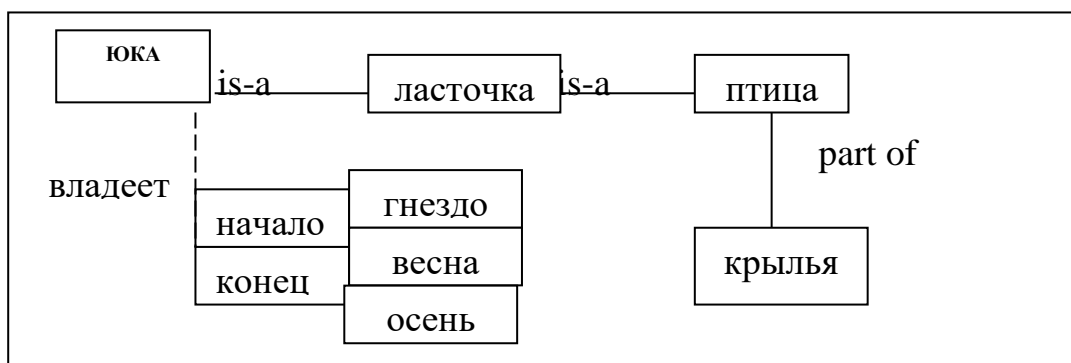 ЮКА
is-a
ласточка
is-a
птица
part of
владеет
гнездо
начало
весна
крылья
конец
осень